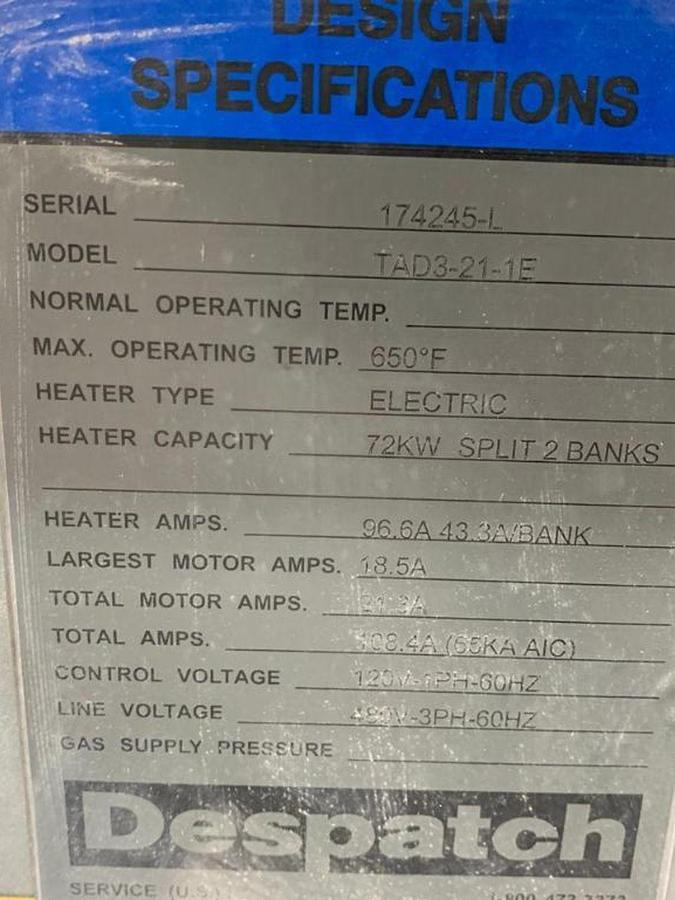 DESIGN
SPECIFICATIONS
SERIAL 174245-L
MODEL TAD3-21-1E
NORMAL OPERATING TEMP.
MAX. OPERATING TEMP. 650°F
HEATER TYPE ELECTRIC
HEATER CAPACITY 72KW SPLIT 2 BANKS
HEATER AMPS. 96.6A 43.3A/BANK
LARGEST MOTOR AMPS. 18.5A
TOTAL MOTOR AMPS.
TOTAL AMPS. 108.4A (65KA AIC)
CONTROL VOLTAGE 120V-1PH-60HZ
LINE VOLTAGE 480V-3PH-60HZ
GAS SUPPLY PRESSURE
Despatch
SERVICE (U.S.)